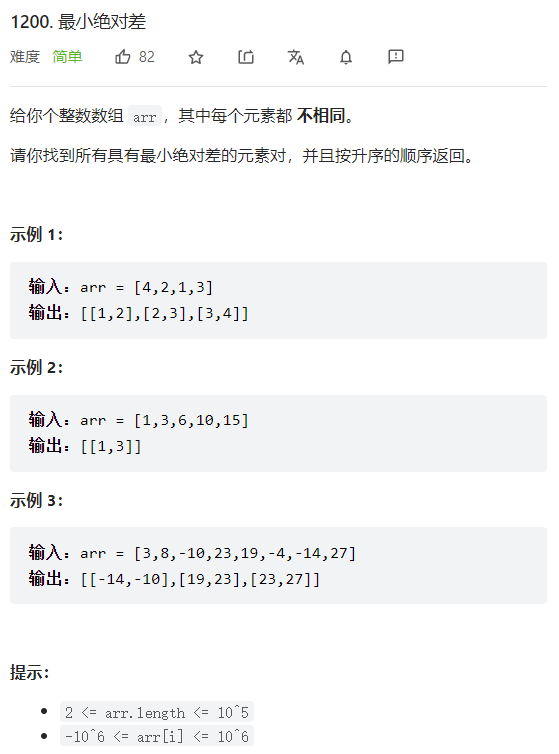 1200. 最小绝对差
难度 简单 82
给你个整数数组 arr，其中每个元素都 不相同。
请你找到所有具有最小绝对差的元素对，并且按升序的顺序返回。
示例 1：
输入：arr = [4,2,1,3]
输出：[[1,2],[2,3],[3,4]]
示例 2：
输入：arr = [1,3,6,10,15]
输出：[[1,3]]
示例 3：
输入：arr = [3,8,-10,23,19,-4,-14,27]
输出：[[-14,-10],[19,23],[23,27]]
提示：
2 <= arr.length <= 10^5
-10^6 <= arr[i] <= 10^6